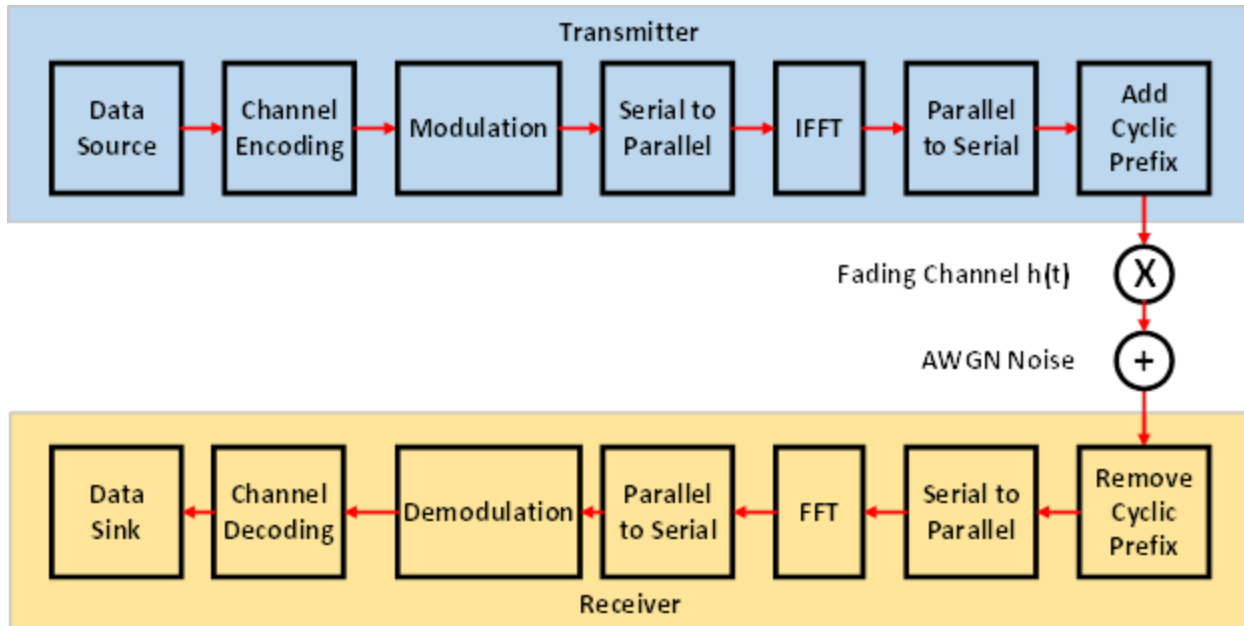 Transmitter
Data
Source
Channel
Encoding
Modulation
Serial to
Parallel
IFFT
Parallel
to Serial
Add
Cyclic
Prefix
Fading Channel h(t)
X
AWGN Noise
+
Data
Sink
Channel
Decoding
Demodulation
Parallel
to Serial
FFT
Serial to
Parallel
Remove
Cyclic
Prefix
Receiver